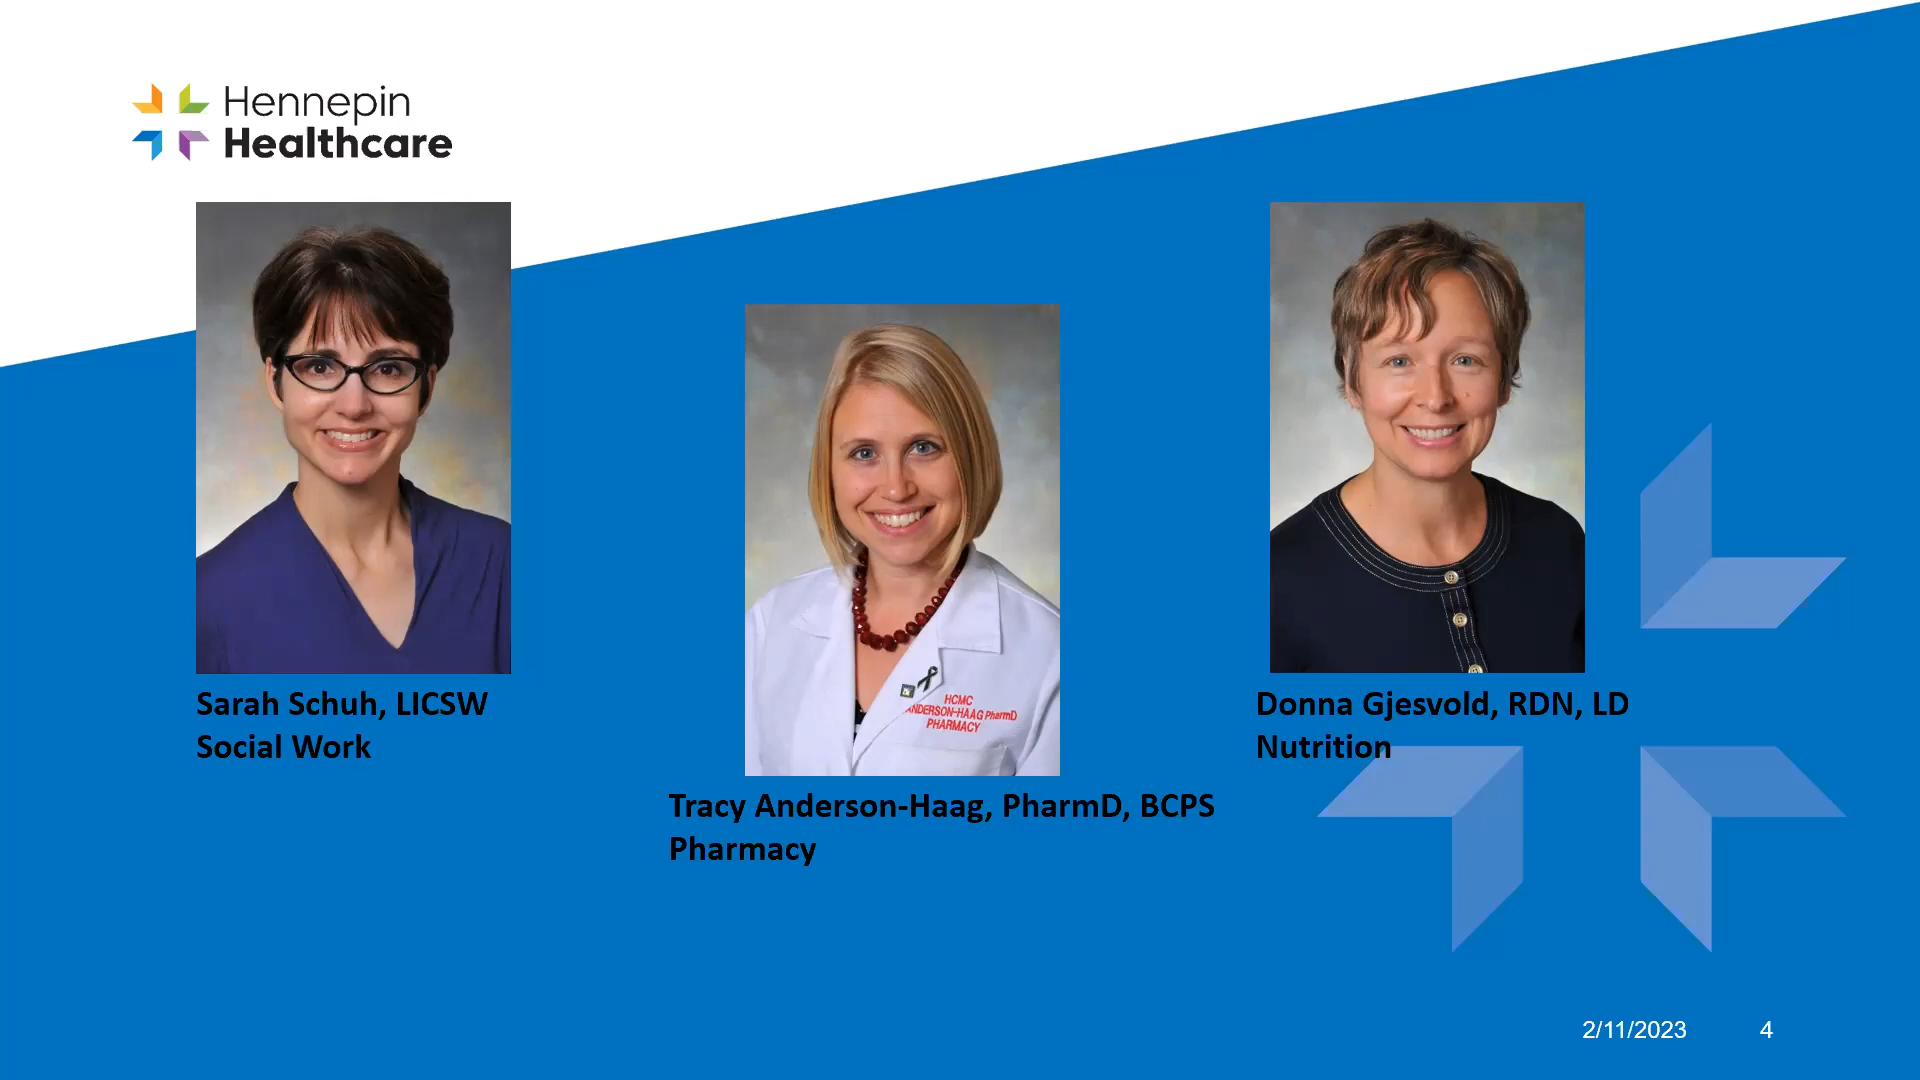 Hennepin
Healthcare
Sarah Schuh, LICSW
Social Work
HCMC
ANDERSON-HAAG PharmD
PHARMACY
Tracy Anderson-Haag, PharmD, BCPS
Pharmacy
Donna Gjesvold, RDN, LD
Nutrition
2/11/2023
4